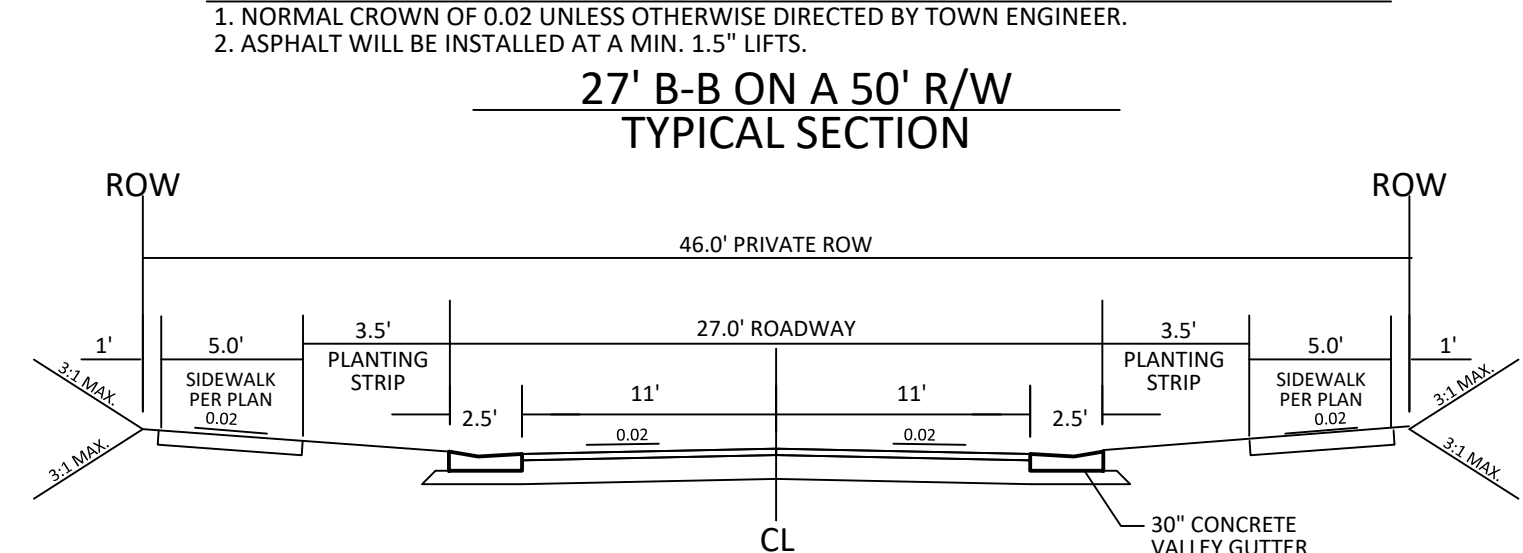 1. NORMAL CROWN OF 0.02 UNLESS OTHERWISE DIRECTED BY TOWN ENGINEER.
2. ASPHALT WILL BE INSTALLED AT A MIN. 1.5" LIFTS.
27' B-B ON A 50' R/W
TYPICAL SECTION
ROW
ROW
46.0' PRIVATE ROW
1'
5.0'
3.5'
27.0' ROADWAY
3.5'
5.0'
1'
SIDEWALK
PER PLAN
0.02
PLANTING
STRIP
2.5'
11'
11'
2.5'
PLANTING
STRIP
SIDEWALK
PER PLAN
0.02
0.02
0.02
3:1 MAX.
3:1 MAX.
3:1 MAX.
3:1 MAX.
CL
30" CONCRETE
VALLEY GUTTER